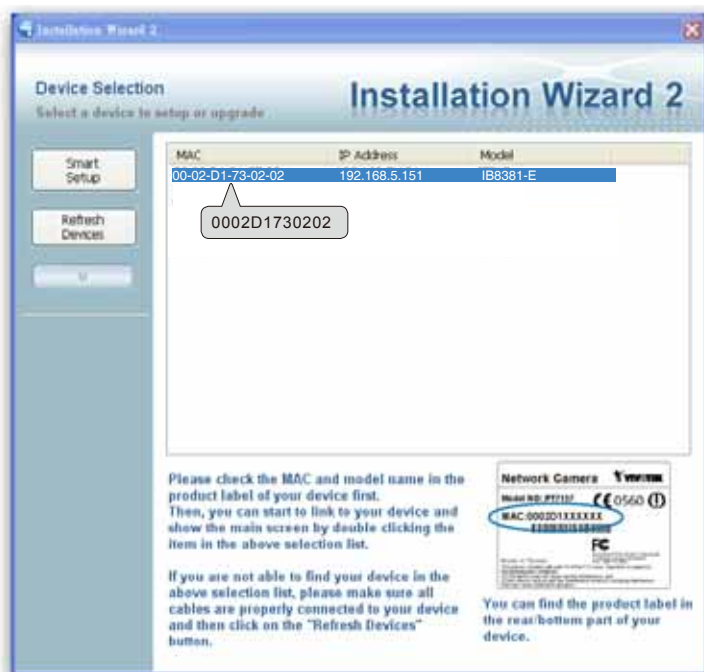 Installation Wizard 2
Device Selection
Select a device to setup or upgrade
Installation Wizard 2
Smart
Setup
Refresh
Devices
MAC IP Address Model
00-02-D1-73-02-02 192.168.5.151 IB8381-E
0002D1730202
Please check the MAC and model name in the
product label of your device first.
Then, you can start to link to your device and
show the main screen by double clicking the
item in the above selection list.
If you are not able to find your device in the
above selection list, please make sure all
cables are properly connected to your device
and then click on the "Refresh Devices"
button.
Network Camera VIVOTEK
Model NO: PT7137 CE0560
MAC:0002D1XXXXXX
FC
You can find the product label in
the rear/bottom part of your
device.